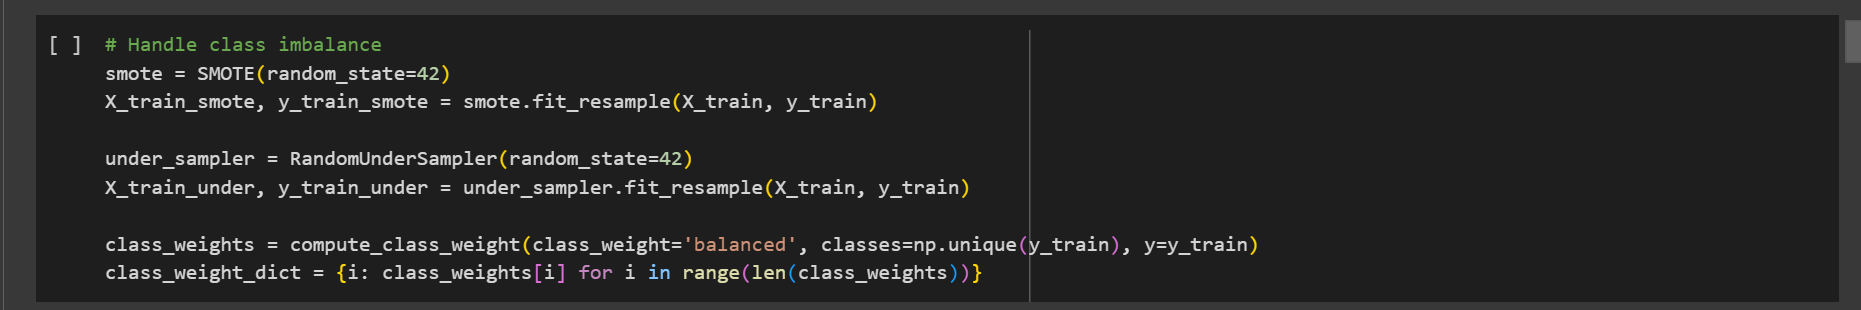 [ ] # Handle class imbalance
smote = SMOTE(random_state=42)
X_train_smote, y_train_smote = smote.fit_resample(X_train, y_train)
under_sampler = RandomUnderSampler(random_state=42)
X_train_under, y_train_under = under_sampler.fit_resample(X_train, y_train)
class_weights = compute_class_weight(class_weight='balanced', classes=np.unique(y_train), y=y_train)
class_weight_dict = {i: class_weights[i] for i in range(len(class_weights))}